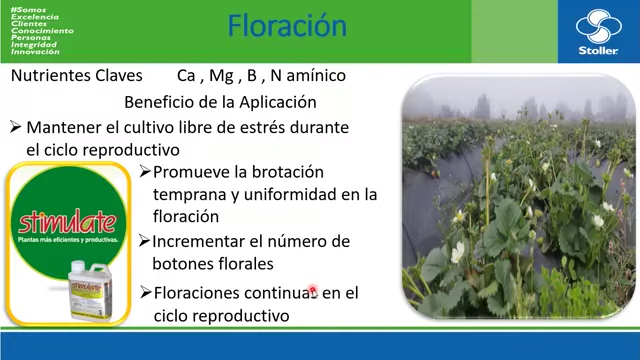 #Somos
Excelencia
Clientes
Conocimiento
Personas
Integridad
Innovación
Floración
Stoller
Nutrientes Claves Ca , Mg , B , N amínico
Beneficio de la Aplicación
Mantener el cultivo libre de estrés durante
el ciclo reproductivo
Promueve la brotación
temprana y uniformidad en la
floración
Incrementar el número de
botones florales
Floraciones continuas en el
ciclo reproductivo
stimulate
Plantas más eficientes y productivas.
stimulate